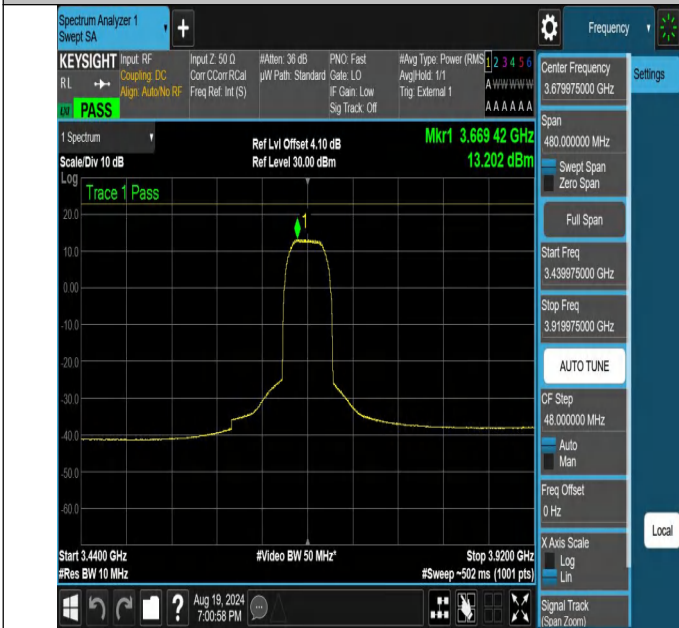 Spectrum Analyzer 1
Swept SA
+
Frequency
KEYSIGHT
RL
PASS
Input: RF
Coupling: DC
Align: Auto/No RF
Input Z: 50 Ω
Corr CCorr RCal
Freq Ref: Int (S)
#Atten: 36 dB
µW Path: Standard
PNO: Fast
Gate: LO
IF Gain: Low
Sig Track: Off
#Avg Type: Power (RMS
Avg|Hold: 1/1
Trig: External 1
1 2 3 4 5 6
A W W W W W
A A A A A A
1 Spectrum
Scale/Div 10 dB
Ref Lvl Offset 4.10 dB
Ref Level 30.00 dBm
Mkr1 3.669 42 GHz
13.202 dBm
Log
Trace 1 Pass
1
20.0
10.0
0.00
-10.0
-20.0
-30.0
-40.0
-50.0
-60.0
Start 3.4400 GHz
#Res BW 10 MHz
#Video BW 50 MHz*
Stop 3.9200 GHz
#Sweep ~502 ms (1001 pts)
?
Aug 19, 2024
7:00:58 PM
Center Frequency
3.679975000 GHz
Span
480.000000 MHz
Swept Span
Zero Span
Full Span
Start Freq
3.439975000 GHz
Stop Freq
3.919975000 GHz
AUTO TUNE
CF Step
48.000000 MHz
Auto
Man
Freq Offset
0 Hz
X Axis Scale
Log
Lin
Signal Track
(Span Zoom)
Settings
Local